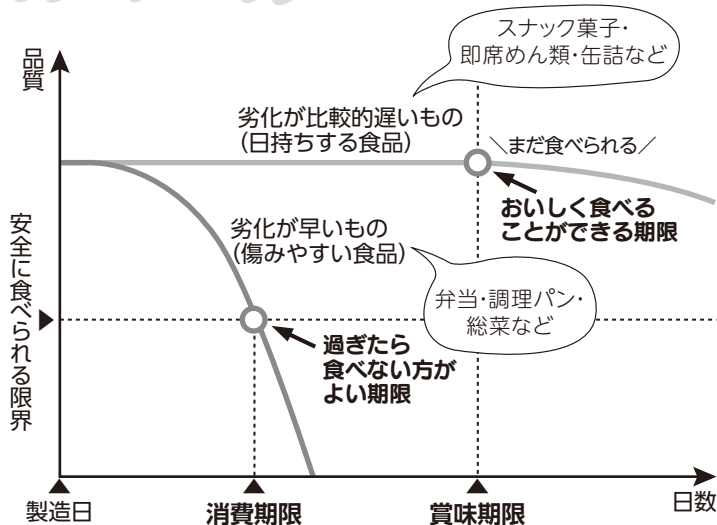 スナック菓子・
即席めん類・缶詰など
品質
劣化が比較的遅いもの
(日持ちする食品)
＼まだ食べられる／
おいしく食べる
ことができる期限
劣化が早いもの
(傷みやすい食品)
弁当・調理パン・
総菜など
安全に食べられる限界
過ぎたら
食べない方が
よい期限
製造日
消費期限
賞味期限
日数